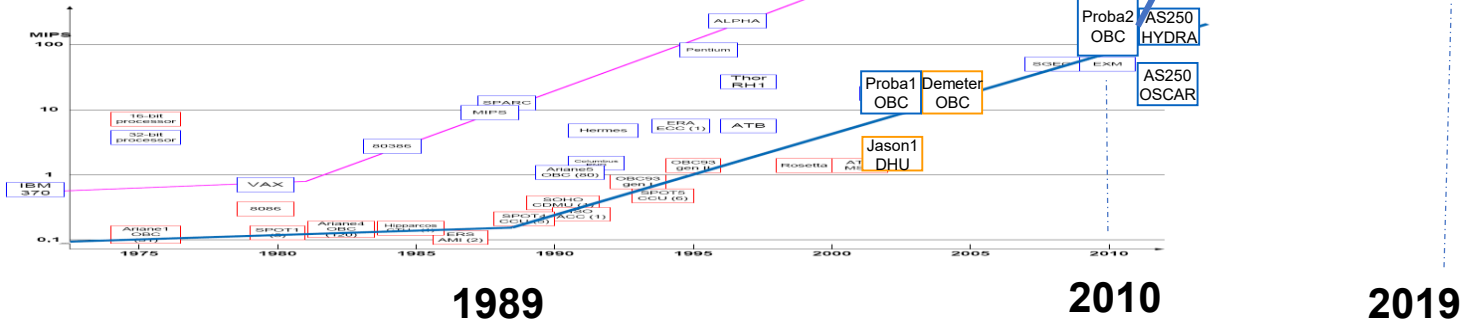 Proba2
OBC
AS250
HYDRA
ALPHA
MIPS
100
Pentium
EXM
AS250
OSCAR
Thor
RH1
Proba1
OBC
Demeter
OBC
SPARC
MIPS
10
16-bit
processor
32-bit
processor
Hermes
ERA
ECC (1)
ATB
80386
Jason1
DHU
OBC93
gen II
Rosetta
Ariane5
OBC (80)
1
IBM
370
VAX
OBC93
gen I
SPOT5
CCU (6)
SOHO
CDMU
ACC (1)
8086
SPOT4
Ariane4
OBC
(120)
Hipparcos
Ariane1
OBC
SPOT1
ERS
AMI (2)
0.1
1975
1980
1985
1990
1995
2000
2005
2010
1989
2010
2019